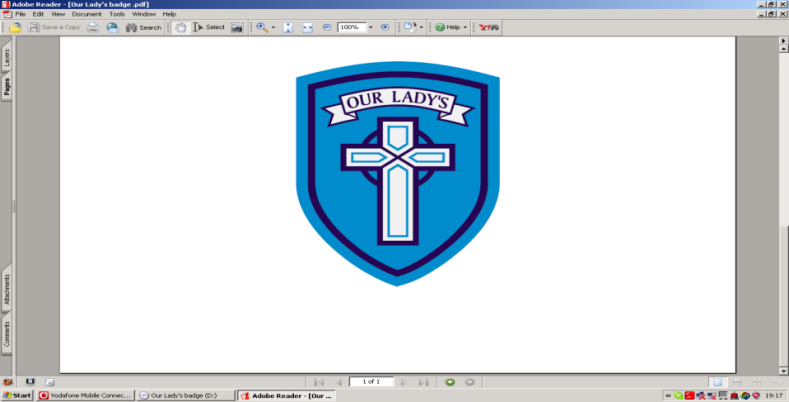 Adobe Reader - [Our Lady's badge .pdf]
File Edit View Document Tools Window Help
Save a Copy Search Select 100% Help
Layers
Pages
OUR LADY'S
Attachments
Comments
1 of 1
Start Vodafone Mobile Connec... Our Lady's badge (D:) Adobe Reader - [Our ... 19:17